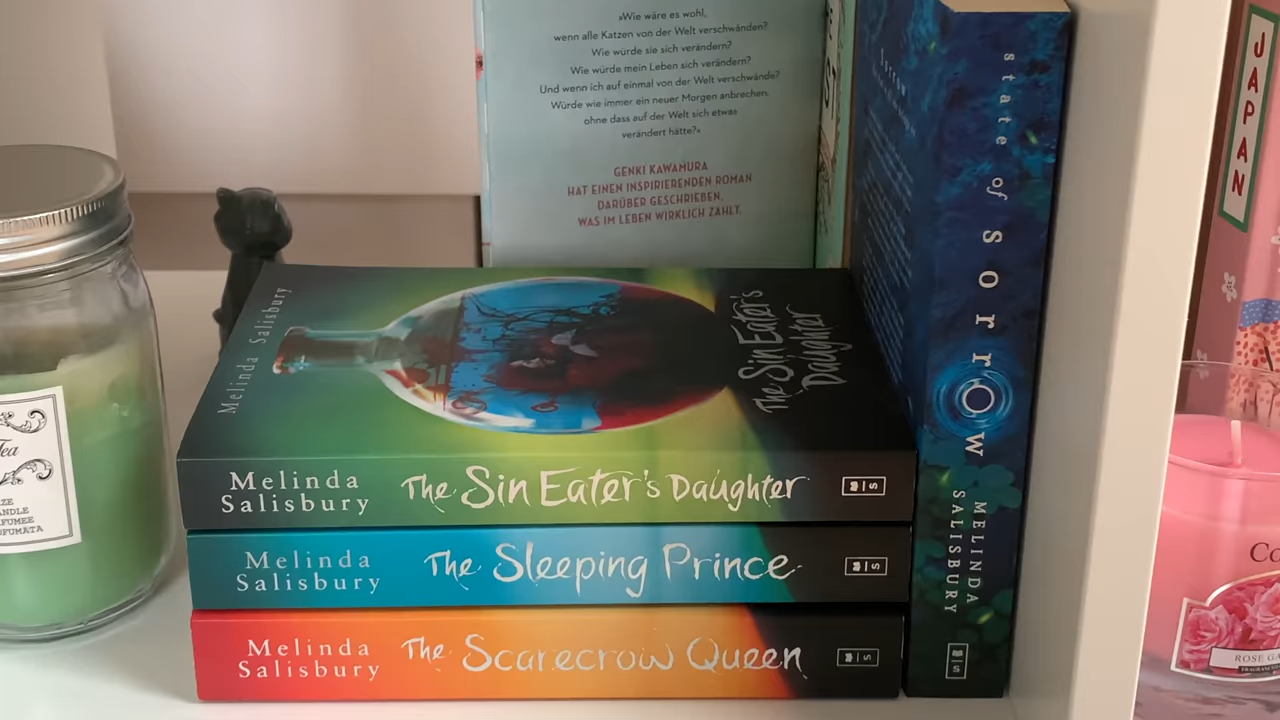 »Wie wäre es wohl,
wenn alle Katzen von der Welt verschwänden?
Wie würde sie sich verändern?
Wie würde mein Leben sich verändern?
Und wenn ich auf einmal von der Welt verschwände?
Würde wie immer ein neuer Morgen anbrechen,
ohne dass auf der Welt sich etwas
verändert hätte?«
GENKI KAWAMURA
HAT EINEN INSPIRIERENDEN ROMAN
DARÜBER GESCHRIEBEN,
WAS IM LEBEN WIRKLICH ZÄHLT.
Melinda Salisbury
The Sin Eater's
Daughter
Melinda
Salisbury
The Sin Eater's Daughter
Melinda
Salisbury
The Sleeping Prince
Melinda
Salisbury
The Scarecrow Queen
state of sorrow
MELINDA
SALISBURY
JAPAN
Tea
ROSE